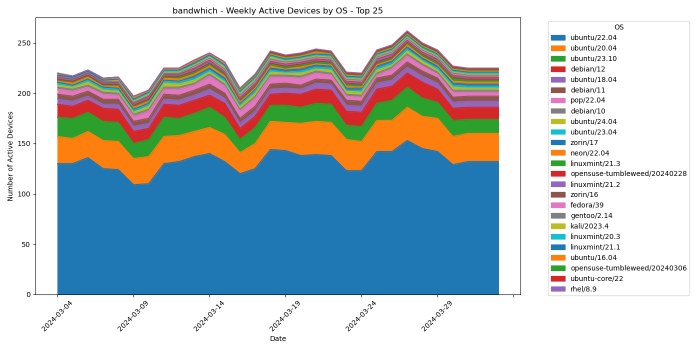 bandwhich - Weekly Active Devices by OS - Top 25
Number of Active Devices
250
200
150
100
50
0
2024-03-04
2024-03-09
2024-03-14
2024-03-19
2024-03-24
2024-03-29
Date
OS
ubuntu/22.04
ubuntu/20.04
ubuntu/23.10
debian/12
ubuntu/18.04
debian/11
pop/22.04
debian/10
ubuntu/24.04
ubuntu/23.04
zorin/17
neon/22.04
linuxmint/21.3
opensuse-tumbleweed/20240228
linuxmint/21.2
zorin/16
fedora/39
gentoo/2.14
kali/2023.4
linuxmint/20.3
linuxmint/21.1
ubuntu/16.04
opensuse-tumbleweed/20240306
ubuntu-core/22
rhel/8.9